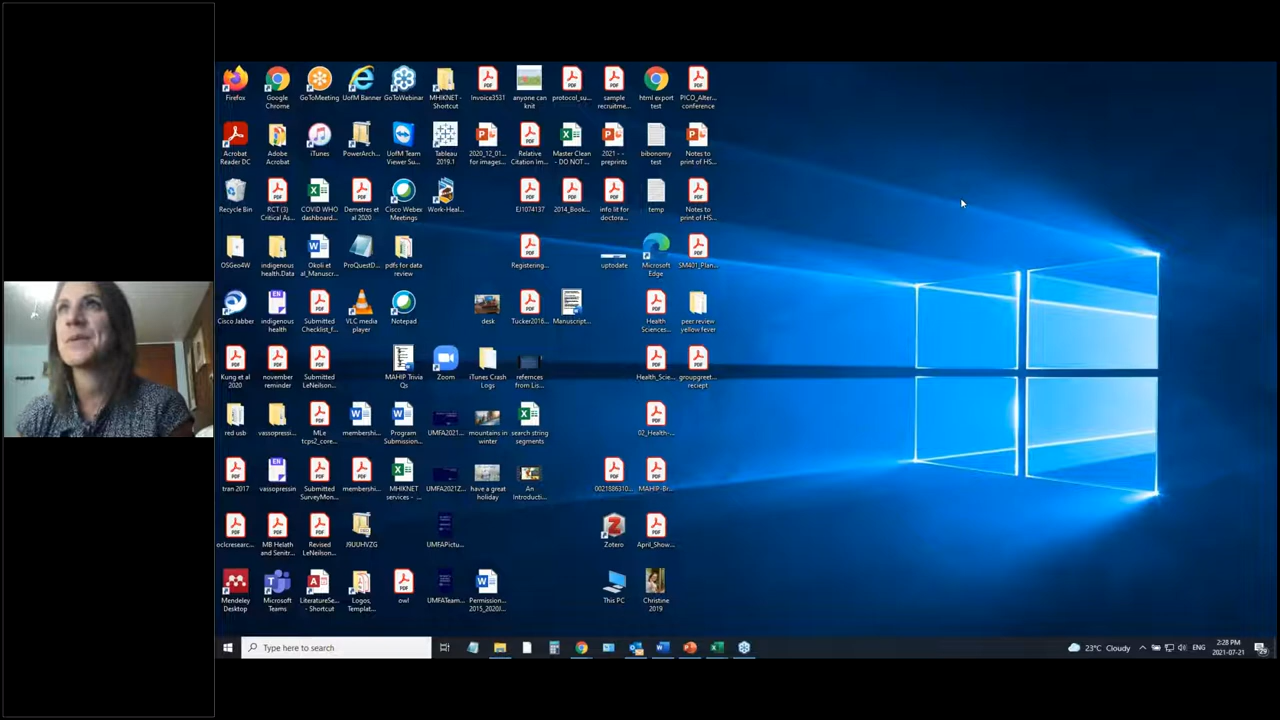 Firefox
Google
Chrome
GoToMeeting
UofM Banner
GoToWebinar
MHIKNET -
Shortcut
Invoice3531
anyone can
knit
protocol_su...
sample
recruitme...
html export
test
PICO_Alter...
conference
Acrobat
Reader DC
Adobe
Acrobat
iTunes
PowerArch...
UofM Team
Viewer Su...
Tableau
2019.1
2020_12_01...
for images...
Relative
Citation Im...
Master Clean
- DO NOT ...
2021 - -
preprints
bibonomy
test
Notes to
print of HS...
Recycle Bin
RCT (3)
Critical As...
COVID WHO
dashboard...
Demetres et
al 2020
Cisco Webex
Meetings
Work-Heal...
EJ1074137
2014_Book...
info lit for
doctora...
temp
Notes to
print of HS...
OSGeo4W
indigenous
health.Data
Okoli et
al_Manuscr...
ProQuestD...
pdfs for data
review
Registering...
uptodate
Microsoft
Edge
SM401_Plan...
Cisco Jabber
indigenous
health
Submitted
Checklist_f...
VLC media
player
Notepad
desk
Tucker2016...
Manuscript...
Health
Sciences...
peer review
yellow fever
Kung et al
2020
november
reminder
Submitted
LeNeilson...
MAHIP Trivia
Qs
Zoom
iTunes Crash
Logs
refernces
from Lis...
Health_Scie...
groupgreet...
reciept
red usb
vassopressi...
MLe
tcps2_core...
membershi...
Program
Submission...
UMFA2021...
mountains in
winter
search string
segments
02_Health-...
tran 2017
vassopressin
Submitted
SurveyMon...
membershi...
MHIKNET
services - ...
UMFA2021Z...
have a great
holiday
An
Introducti...
0021886310...
MAHIP-Br...
oclcresearc...
MB Helath
and Senitr...
Revised
LeNeilson...
J9UUHVZG
UMFAPictu...
Zotero
April_Show...
Mendeley
Desktop
Microsoft
Teams
LiteratureSe...
- Shortcut
Logos,
Templat...
owl
UMFATeam...
Permission...
This PC
Christine
2019
Type here to search
23°C Cloudy
ENG
2:28 PM
2021-07-21